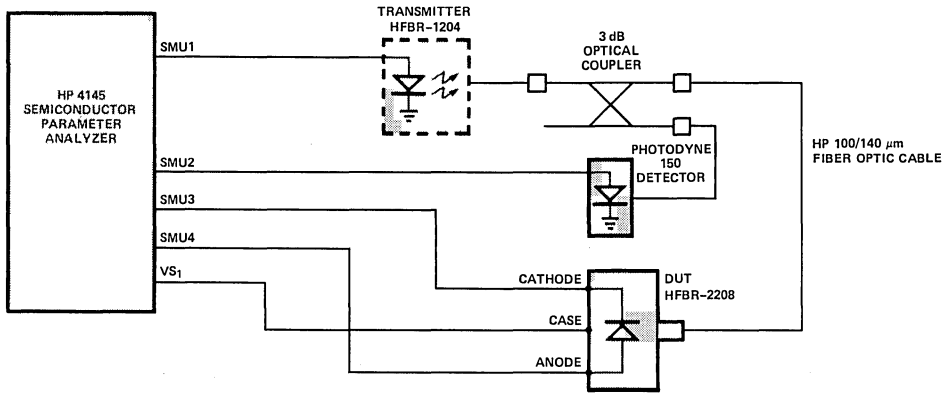 TRANSMITTER
HFBR-1204
SMU1
3 dB
OPTICAL
COUPLER
HP 4145
SEMICONDUCTOR
PARAMETER
ANALYZER
HP 100/140 μm
FIBER OPTIC CABLE
PHOTODYNE
150
DETECTOR
SMU2
SMU3
SMU4
VS1
CATHODE
CASE
ANODE
DUT
HFBR-2208